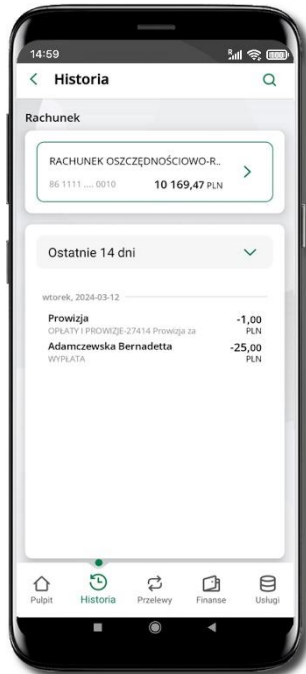 14:59
Historia
Rachunek
RACHUNEK OSZCZĘDNOŚCIOWO-R..
86 1111 .... 0010 10 169,47 PLN
Ostatnie 14 dni
wtorek, 2024-03-12
Prowizja -1,00
OPŁATY I PROWIZJE-27414 Prowizja za PLN
Adamczewska Bernadetta -25,00
WYPŁATA PLN
Pulpit Historia Przelewy Finanse Usługi